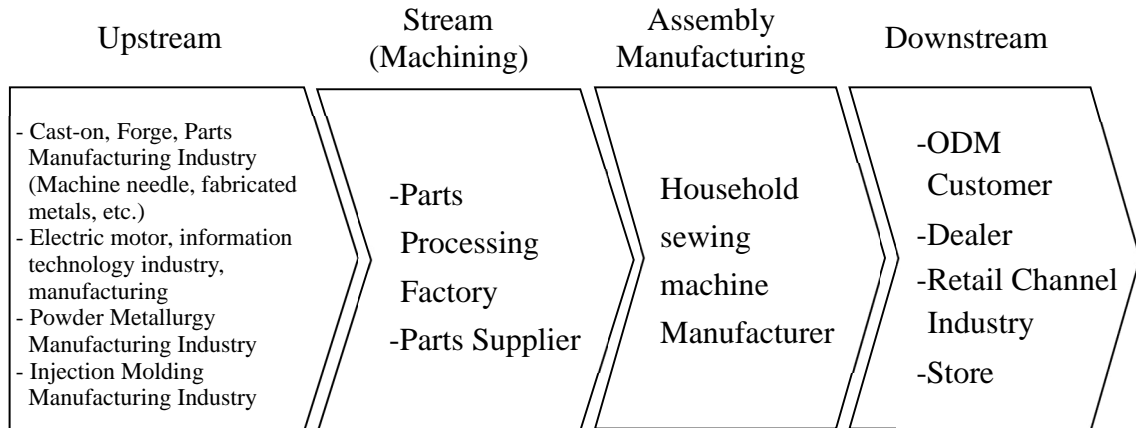 Upstream
Stream
(Machining)
Assembly
Manufacturing
Downstream
- Cast-on, Forge, Parts
Manufacturing Industry
(Machine needle, fabricated
metals, etc.)
- Electric motor, information
technology industry,
manufacturing
- Powder Metallurgy
Manufacturing Industry
- Injection Molding
Manufacturing Industry
-Parts
Processing
Factory
-Parts Supplier
Household
sewing
machine
Manufacturer
-ODM
Customer
-Dealer
-Retail Channel
Industry
-Store